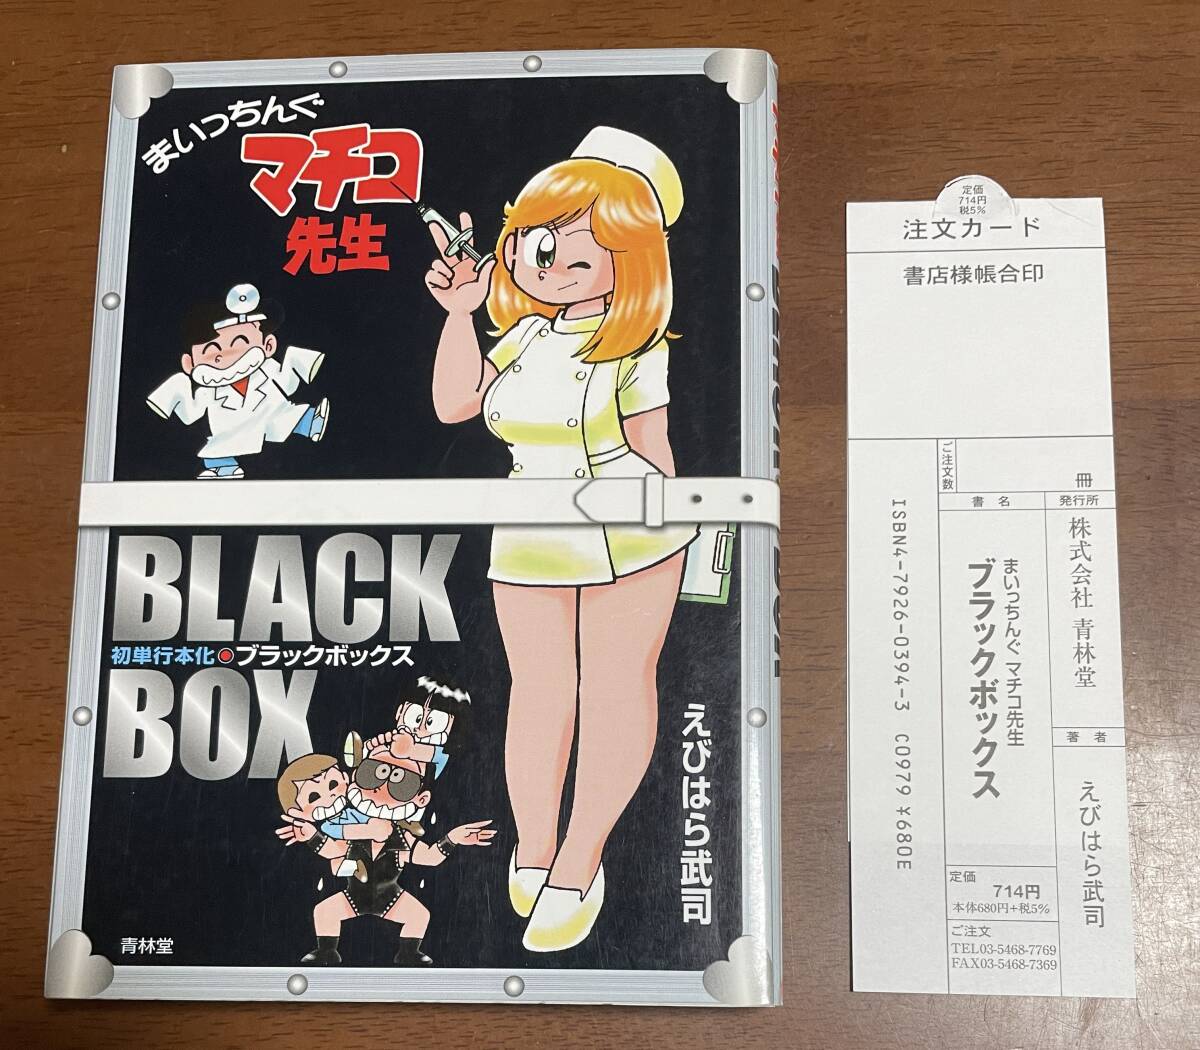 まいっちんぐ
マチコ
先生
BLACK
初単行本化●ブラックボックス
BOX
えびはら武司
青林堂
定価
714円
税5%
注文カード
書店様帳合印
ご注文数
冊
書名
発行所
まいっちんぐ マチコ先生
ブラックボックス
株式会社 青林堂
著者
えびはら武司
ISBN4-7926-0394-3 C0979 ¥680E
定価
714円
本体680円+税5%
ご注文
TEL03-5468-7769
FAX03-5468-7369